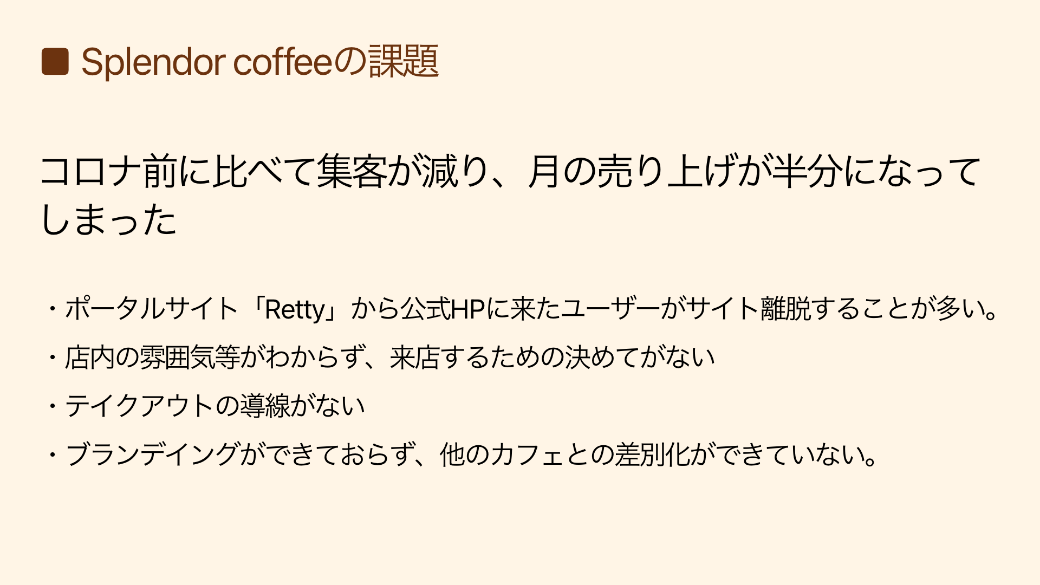 ■ Splendor coffeeの課題
コロナ前に比べて集客が減り、月の売り上げが半分になって
しまった
・ポータルサイト「Retty」から公式HPに来たユーザーがサイト離脱することが多い。
・店内の雰囲気等がわからず、来店するための決めてがない
・テイクアウトの導線がない
・ブランデイングができておらず、他のカフェとの差別化ができていない。